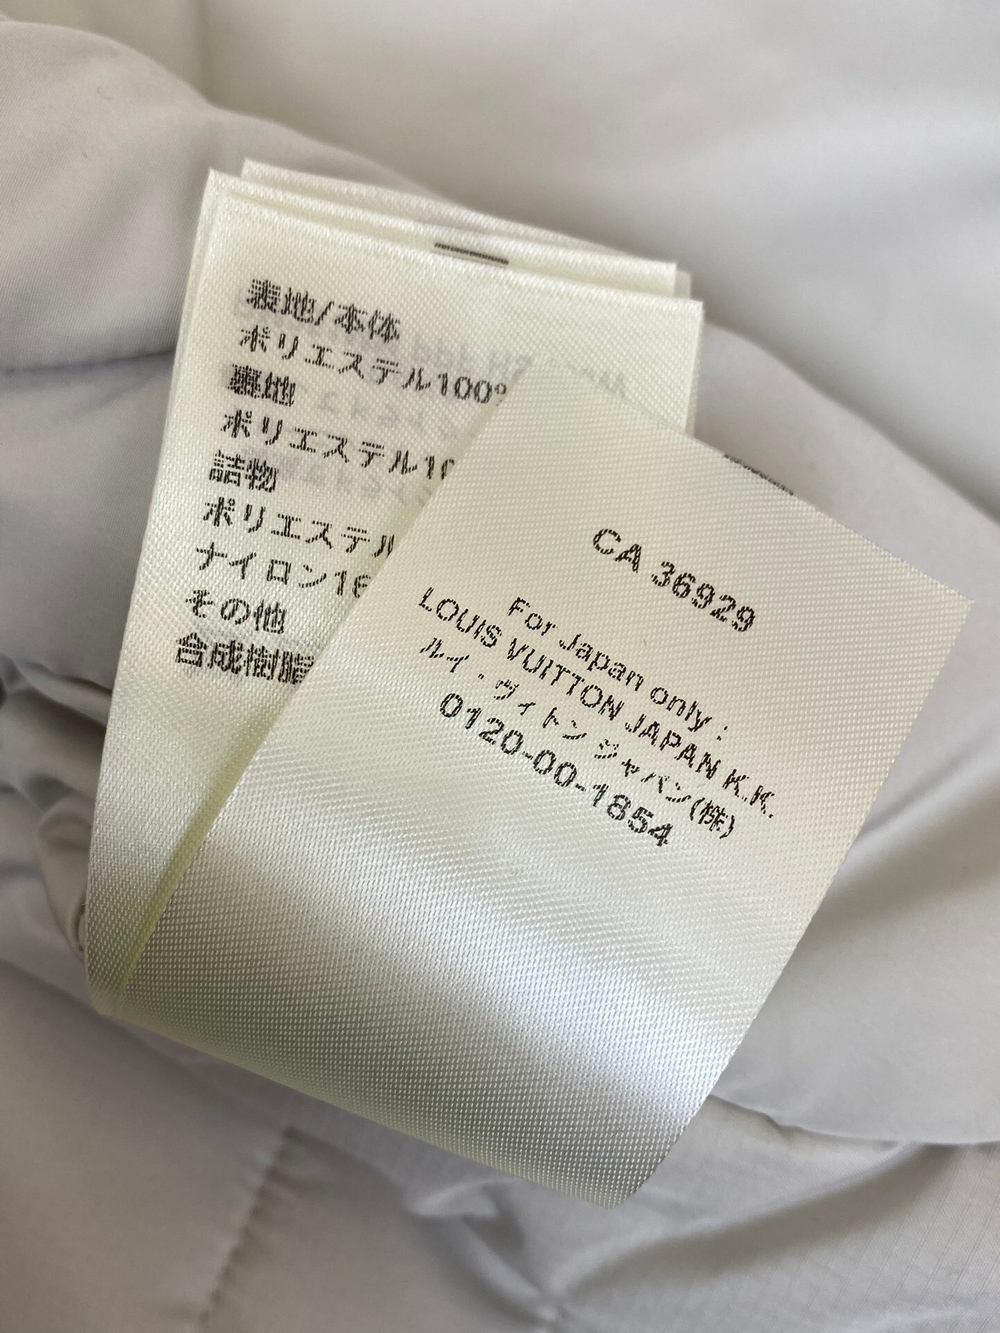 表地/本体
ポリエステル100%
裏地
ポリエステル10
詰物
ポリエステル
ナイロン16
その他
合成樹脂
CA 36929
For Japan only :
LOUIS VUITTON JAPAN K.K.
ルイ・ヴィトン ジャパン(株)
0120-00-1854